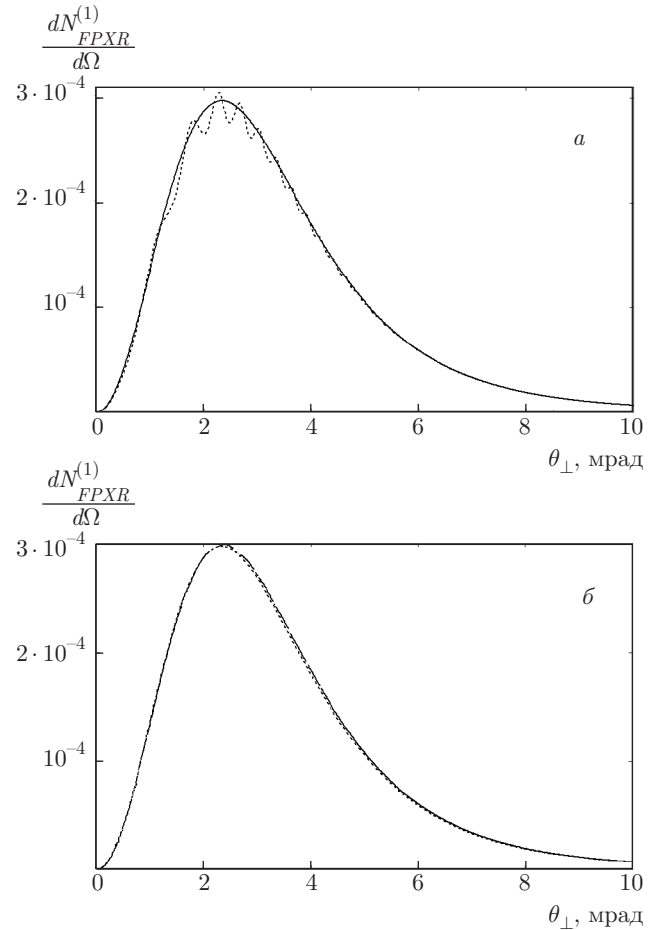 dN^{(1)}_{FPXR}
dΩ
3 · 10^{–4}
а
2 · 10^{–4}
10^{–4}
0 2 4 6 8 10
θ_⊥, мрад
dN^{(1)}_{FPXR}
dΩ
3 · 10^{–4}
б
2 · 10^{–4}
10^{–4}
0 2 4 6 8 10
θ_⊥, мрад